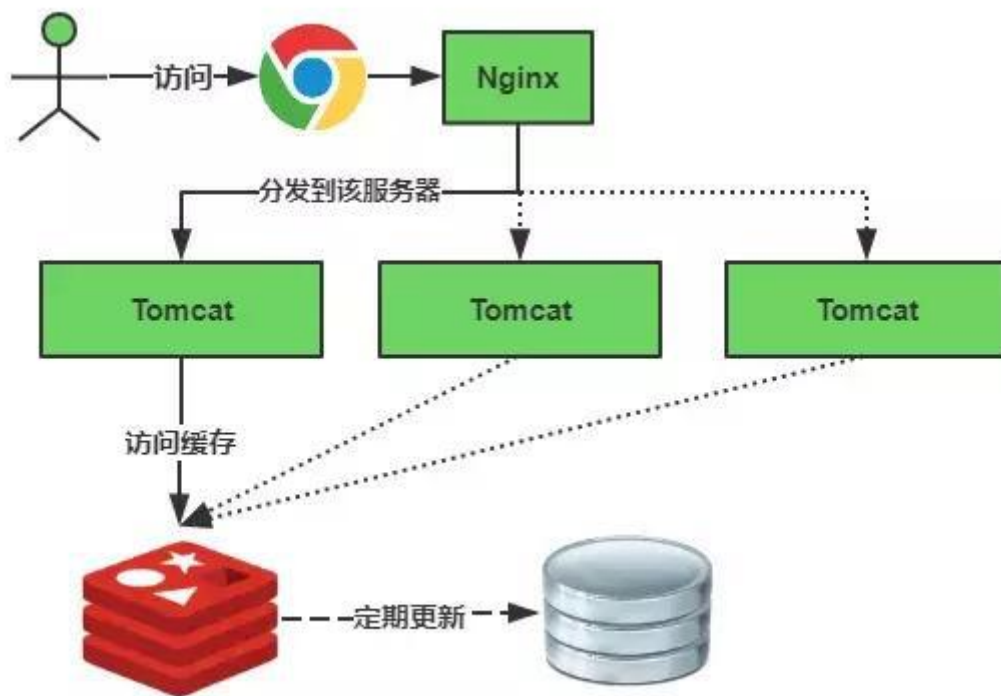 访问
Nginx
分发到该服务器
Tomcat
Tomcat
Tomcat
访问缓存
定期更新